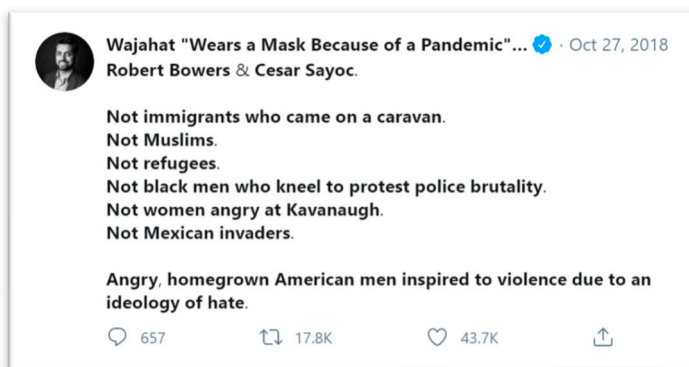 Wajahat "Wears a Mask Because of a Pandemic"... · Oct 27, 2018
Robert Bowers & Cesar Sayoc.
Not immigrants who came on a caravan.
Not Muslims.
Not refugees.
Not black men who kneel to protest police brutality.
Not women angry at Kavanaugh.
Not Mexican invaders.
Angry, homegrown American men inspired to violence due to an
ideology of hate.
657 17.8K 43.7K